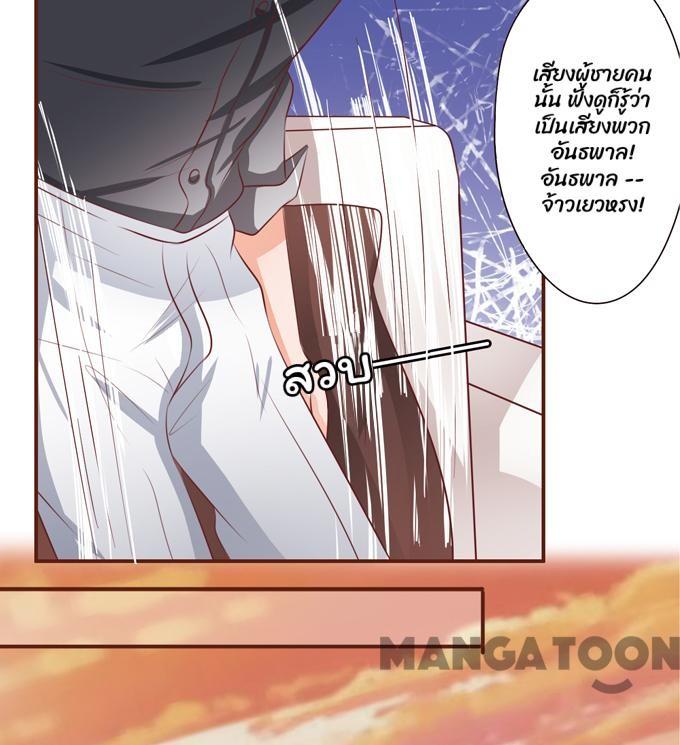 เสียงผู้ชายคน
นั้น ฟังดูก็รู้ว่า
เป็นเสียงพวก
อันธพาล!
อันธพาล --
จ้าวเยวหรง!
สวบ
MANGATOON